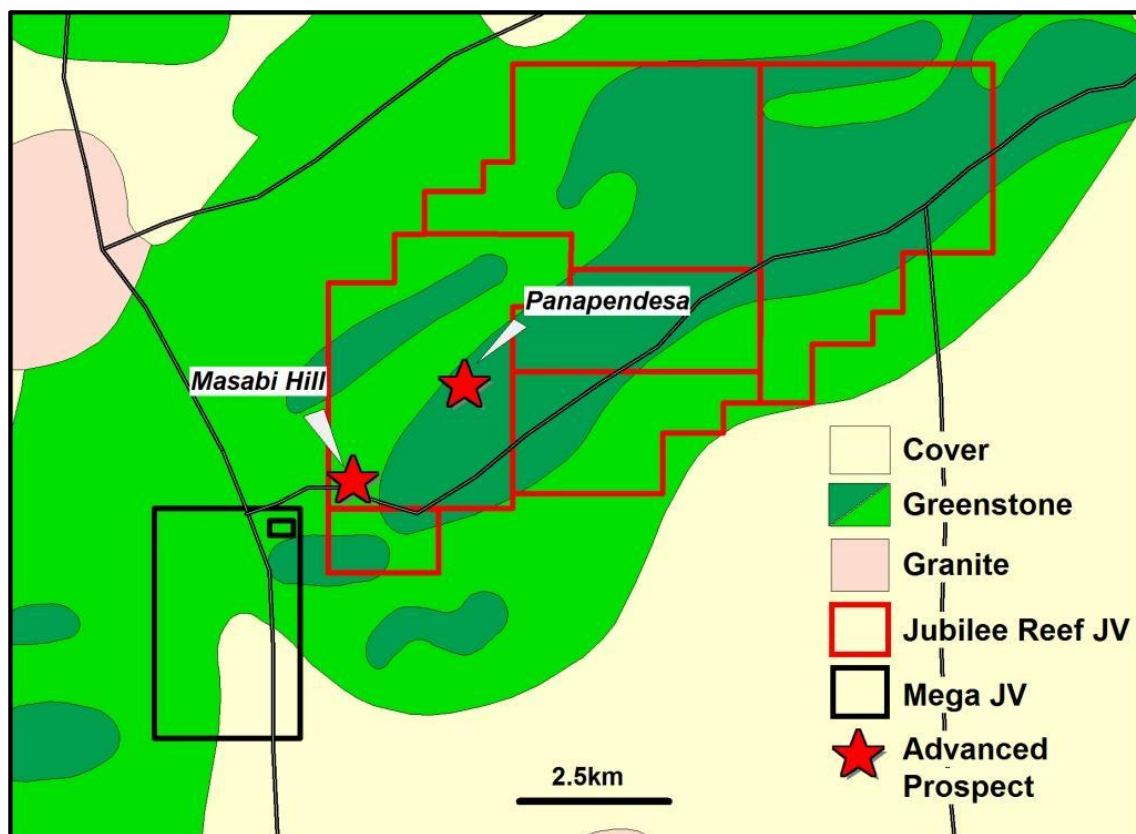 Panapendesa
Masabi Hill
Cover
Greenstone
Granite
Jubilee Reef JV
Mega JV
Advanced
Prospect
2.5km